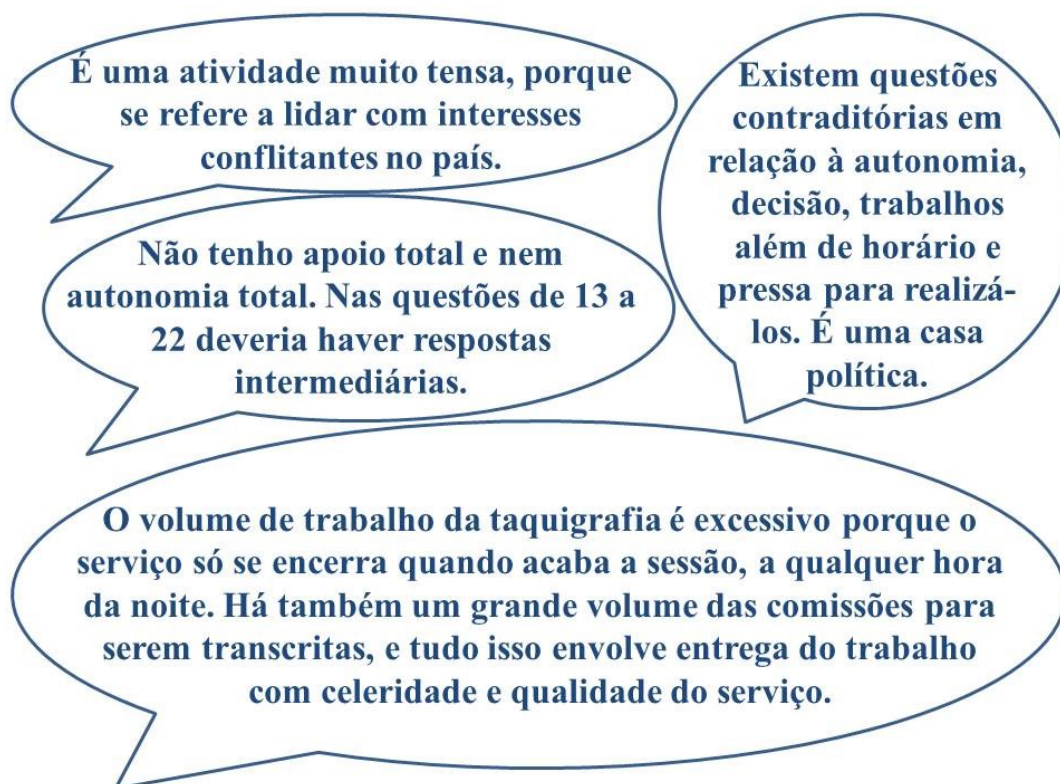 É uma atividade muito tensa, porque
se refere a lidar com interesses
conflitantes no país.
Existem questões
contraditórias em
relação à autonomia,
decisão, trabalhos
além de horário e
pressa para realizá-
los. É uma casa
política.
Não tenho apoio total e nem
autonomia total. Nas questões de 13 a
22 deveria haver respostas
intermediárias.
O volume de trabalho da taquigrafia é excessivo porque o
serviço só se encerra quando acaba a sessão, a qualquer hora
da noite. Há também um grande volume das comissões para
serem transcritas, e tudo isso envolve entrega do trabalho
com celeridade e qualidade do serviço.